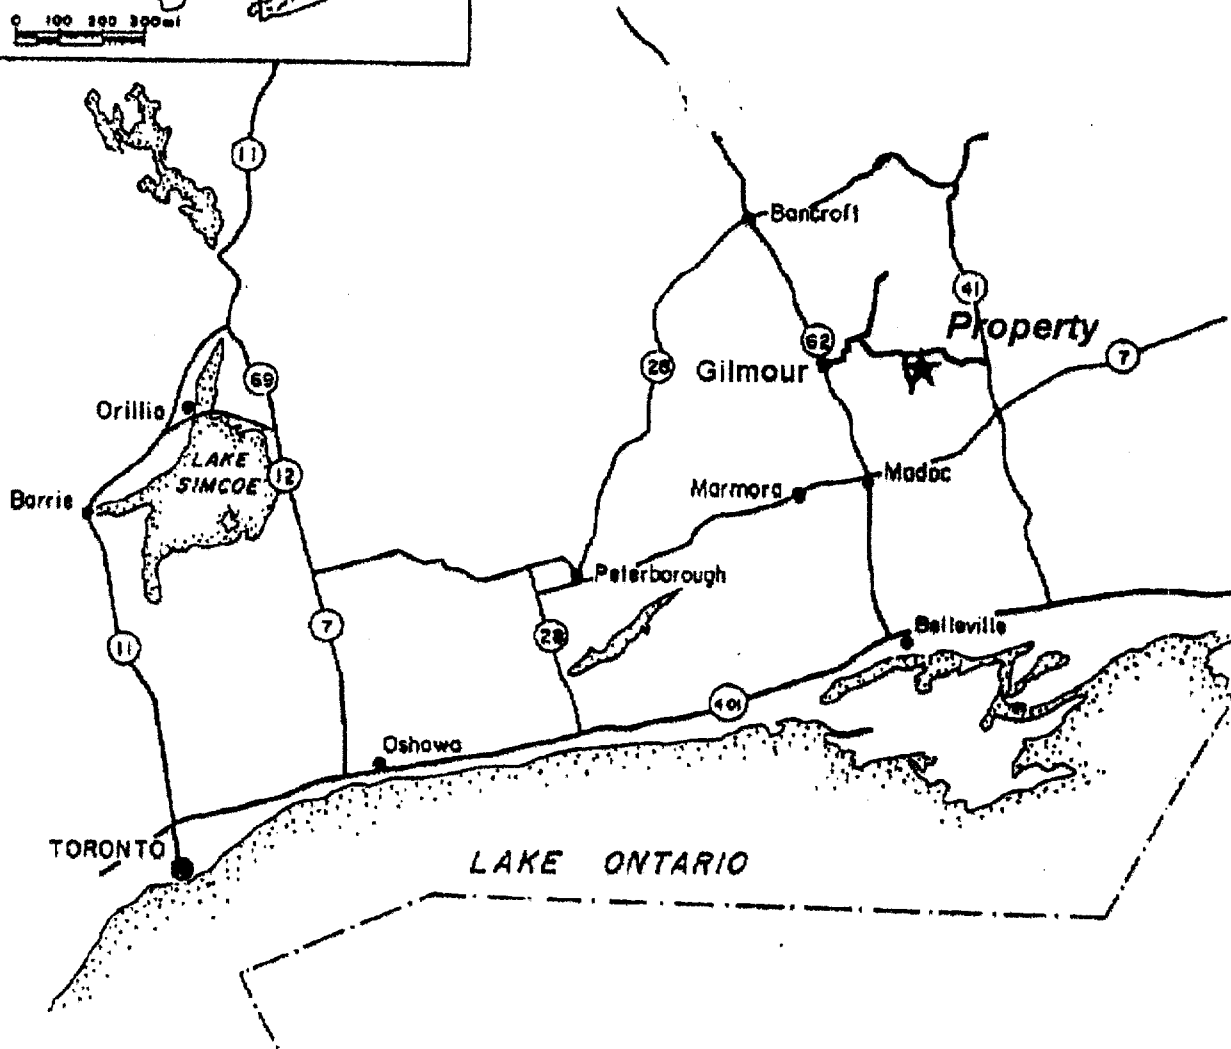 0 100 200 300mi
11
Bancroft
41
Property
62
7
Gilmour
28
69
Orillia
LAKE
SIMCOE
12
Madoc
Marmora
Barrie
Peterborough
7
28
Belleville
11
401
Oshawa
TORONTO
LAKE ONTARIO